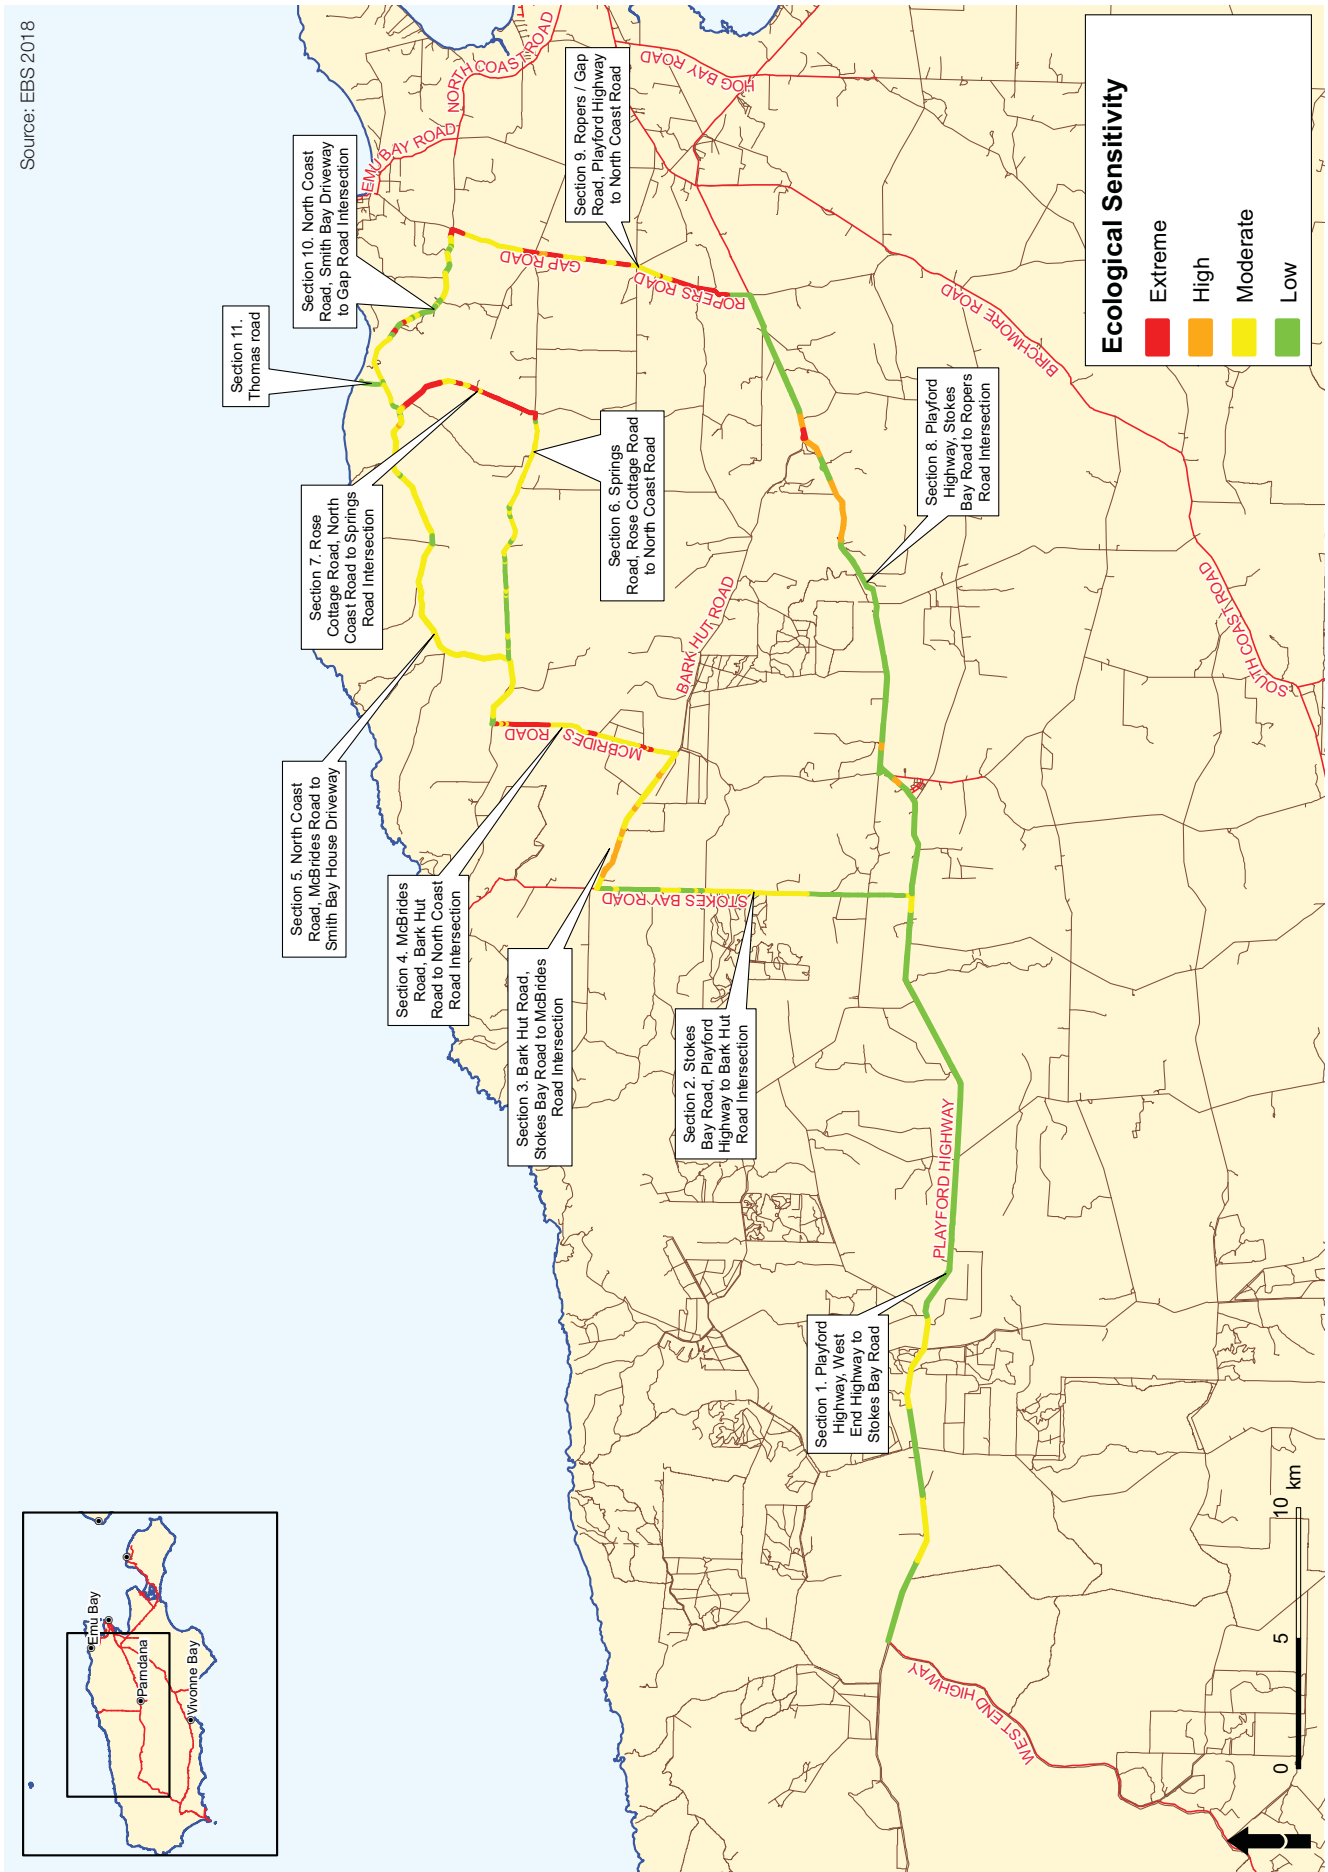 Source: EBS 2018
Emu Bay
Parndana
Vivonne Bay
Section 11.
Thomas road
Section 10. North Coast
Road, Smith Bay Driveway
to Gap Road Intersection
EMU BAY ROAD
NORTH COAST ROAD
Section 7. Rose
Cottage Road, North
Coast Road to Springs
Road Intersection
Section 5. North Coast
Road, McBrides Road to
Smith Bay House Driveway
Section 4. McBrides
Road, Bark Hut
Road to North Coast
Road Intersection
Section 3. Bark Hut Road,
Stokes Bay Road to McBrides
Road Intersection
Section 9. Ropers / Gap
Road, Playford Highway
to North Coast Road
GAP ROAD
ROPERS ROAD
HOG BAY ROAD
MCBRIDES ROAD
Section 6. Springs
Road, Rose Cottage Road
to North Coast Road
BARK HUT ROAD
STOKES BAY ROAD
Section 2. Stokes
Bay Road, Playford
Highway to Bark Hut
Road Intersection
Section 1. Playford
Highway, West
End Highway to
Stokes Bay Road
PLAYFORD HIGHWAY
Section 8. Playford
Highway, Stokes
Bay Road to Ropers
Road Intersection
BIRCHMORE ROAD
SOUTH COAST ROAD
WEST END HIGHWAY
0 5 10
km
Ecological Sensitivity
Extreme
High
Moderate
Low